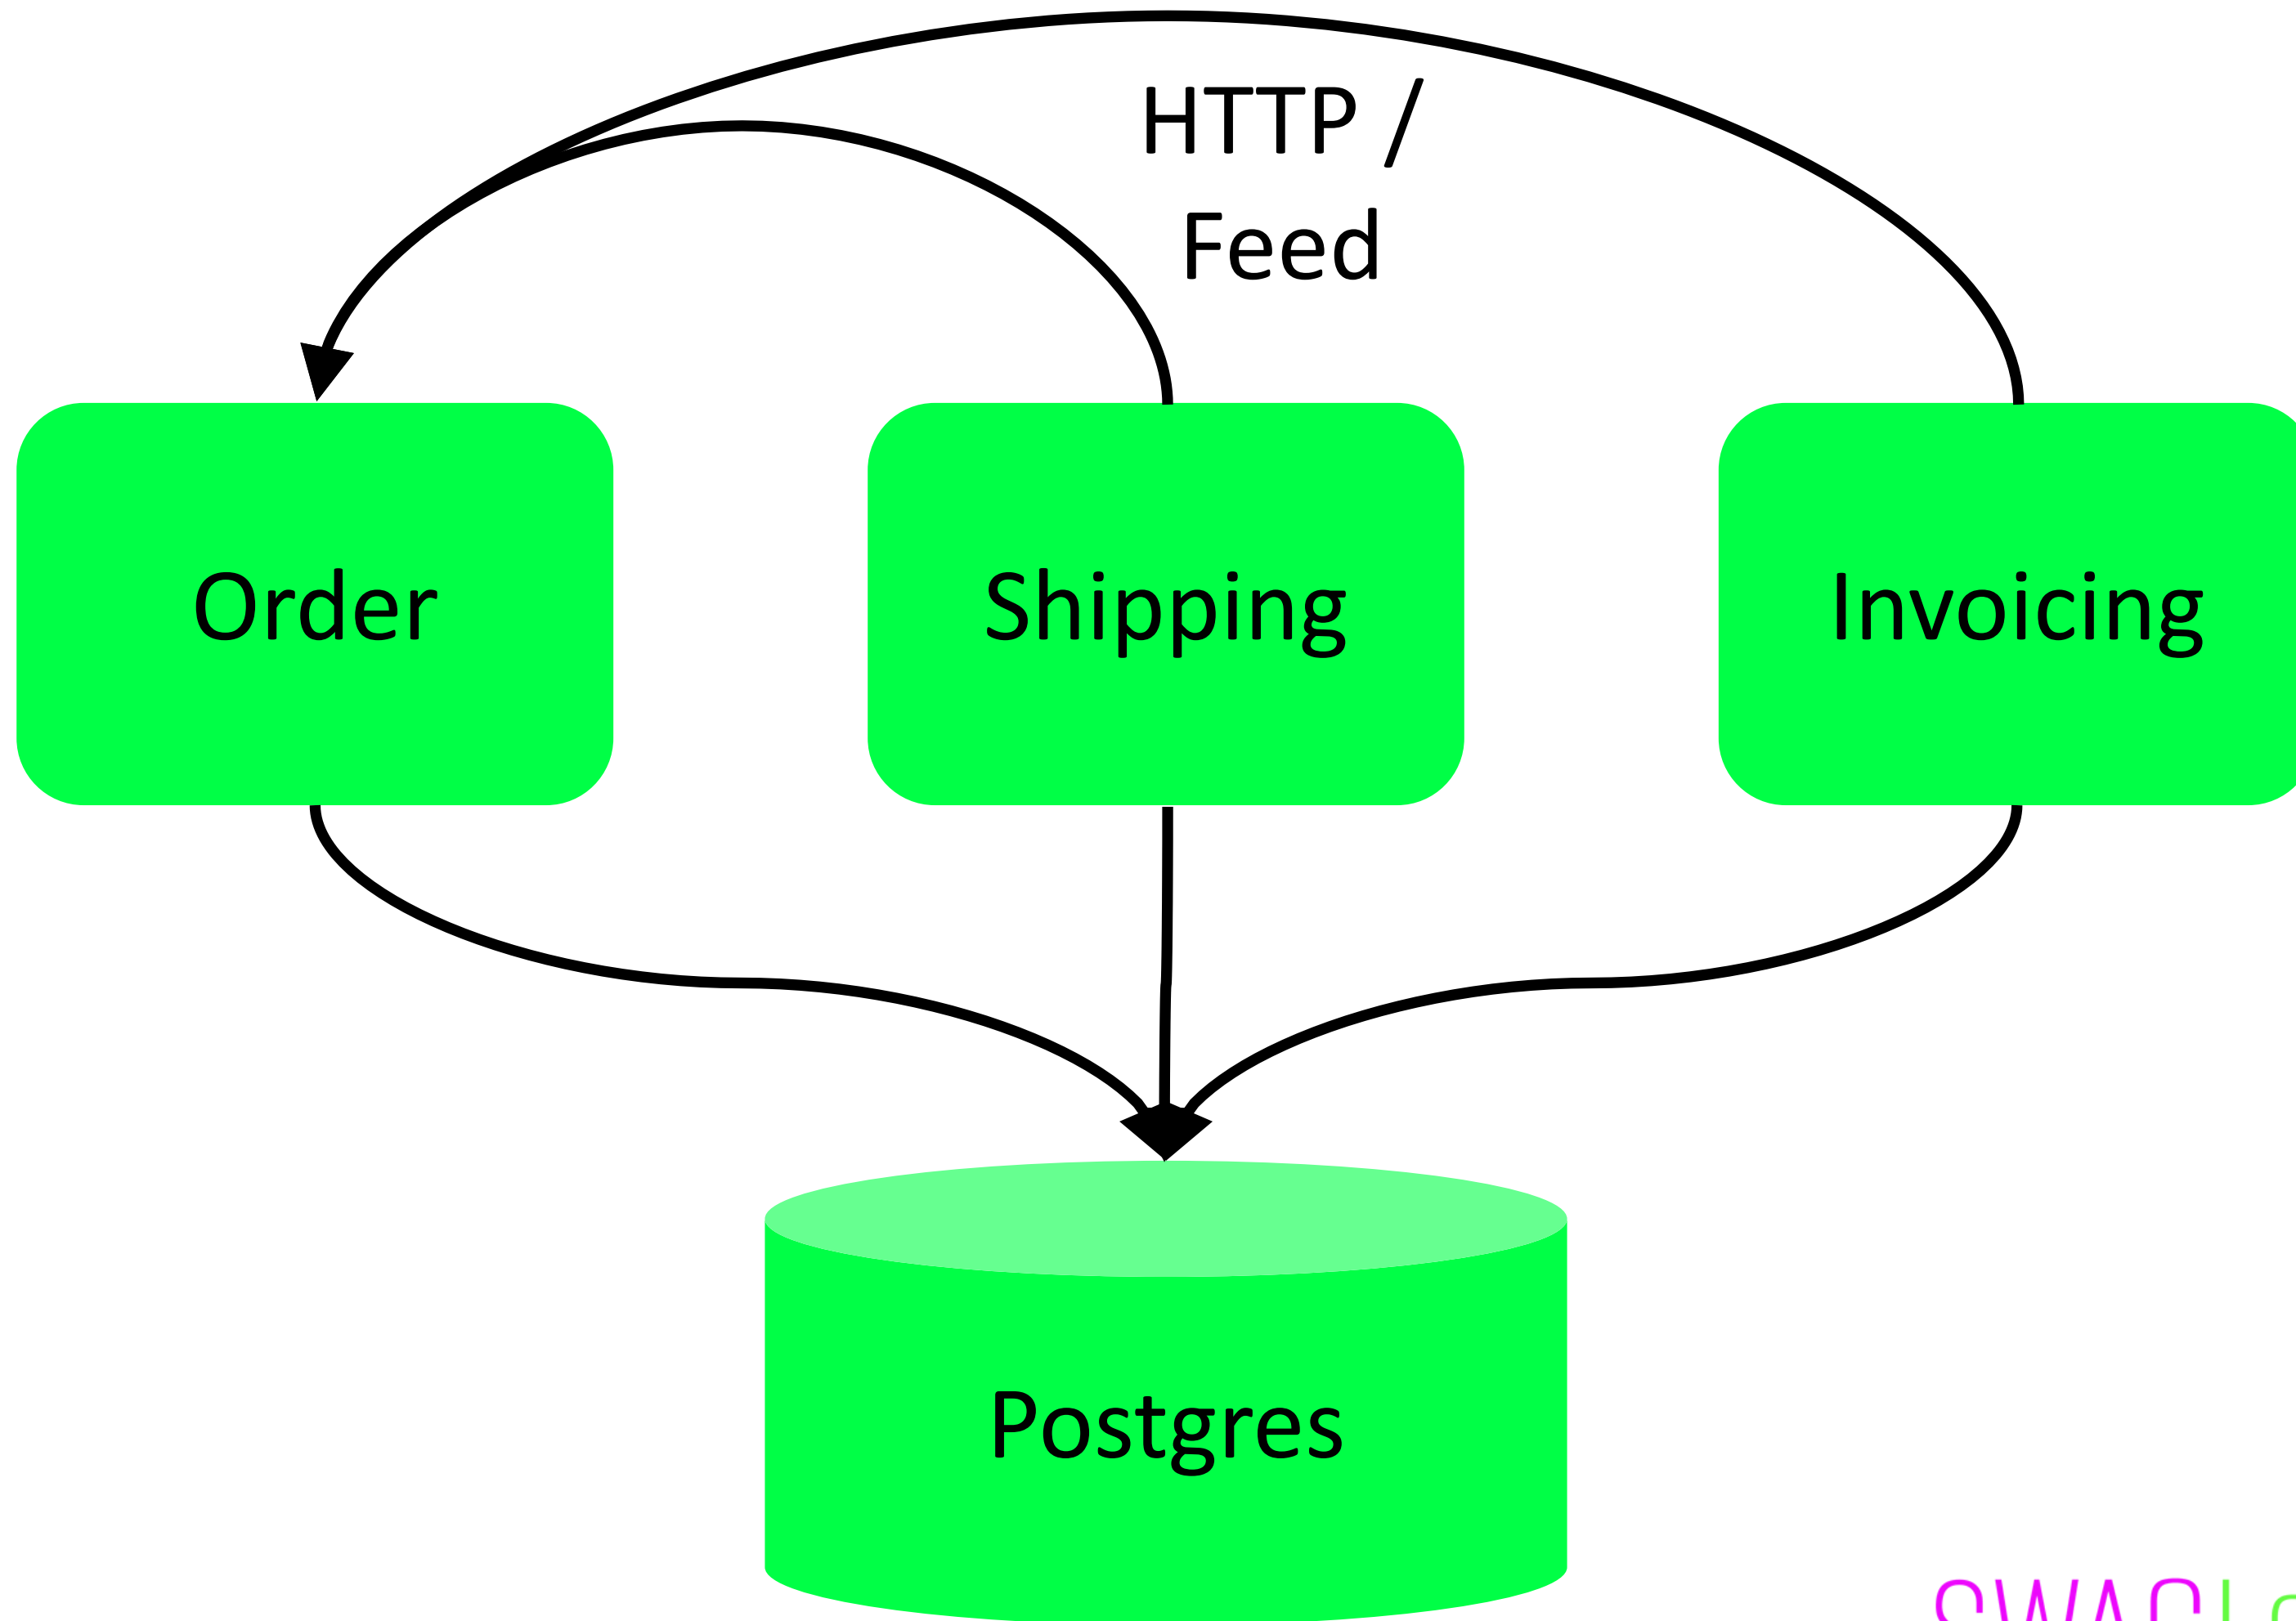 HTTP /
Feed
Order
Shipping
Invoicing
Postgres